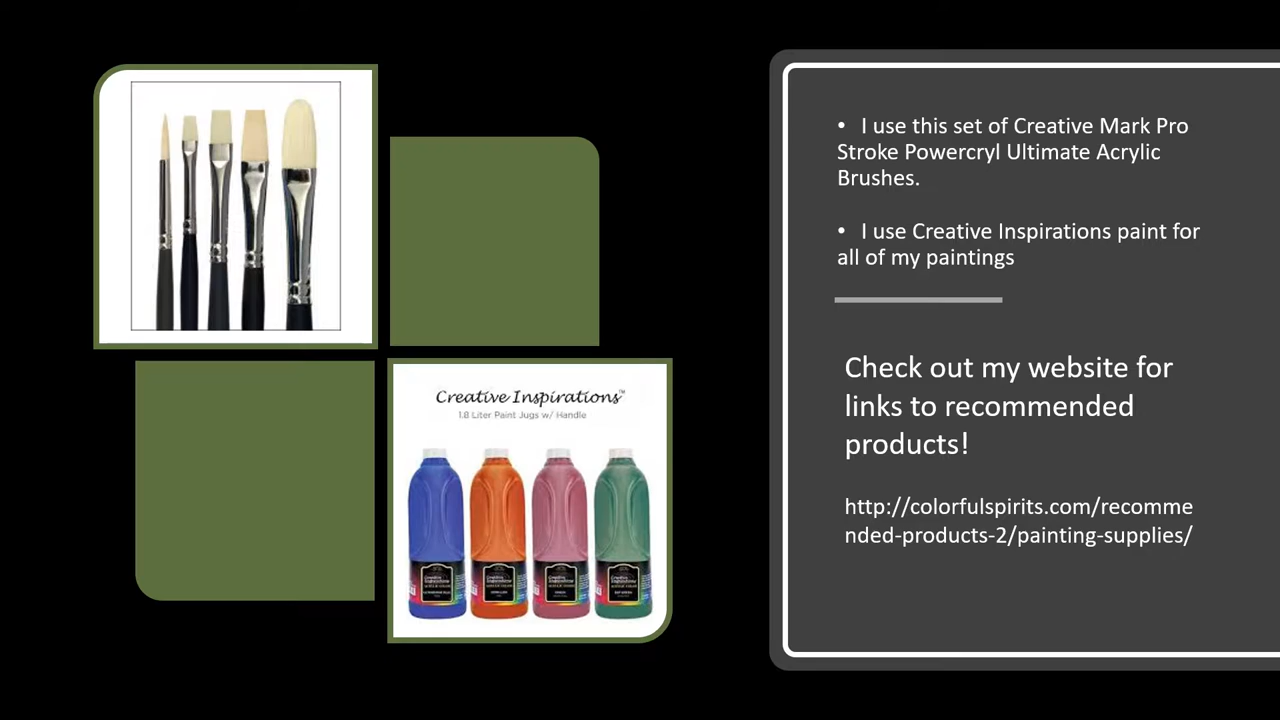 • I use this set of Creative Mark Pro
Stroke Powercryl Ultimate Acrylic
Brushes.
• I use Creative Inspirations paint for
all of my paintings
Check out my website for
links to recommended
products!
http://colorfulspirits.com/recomme
nded-products-2/painting-supplies/
Creative Inspirations™
1.8 Liter Paint Jugs w/ Handle